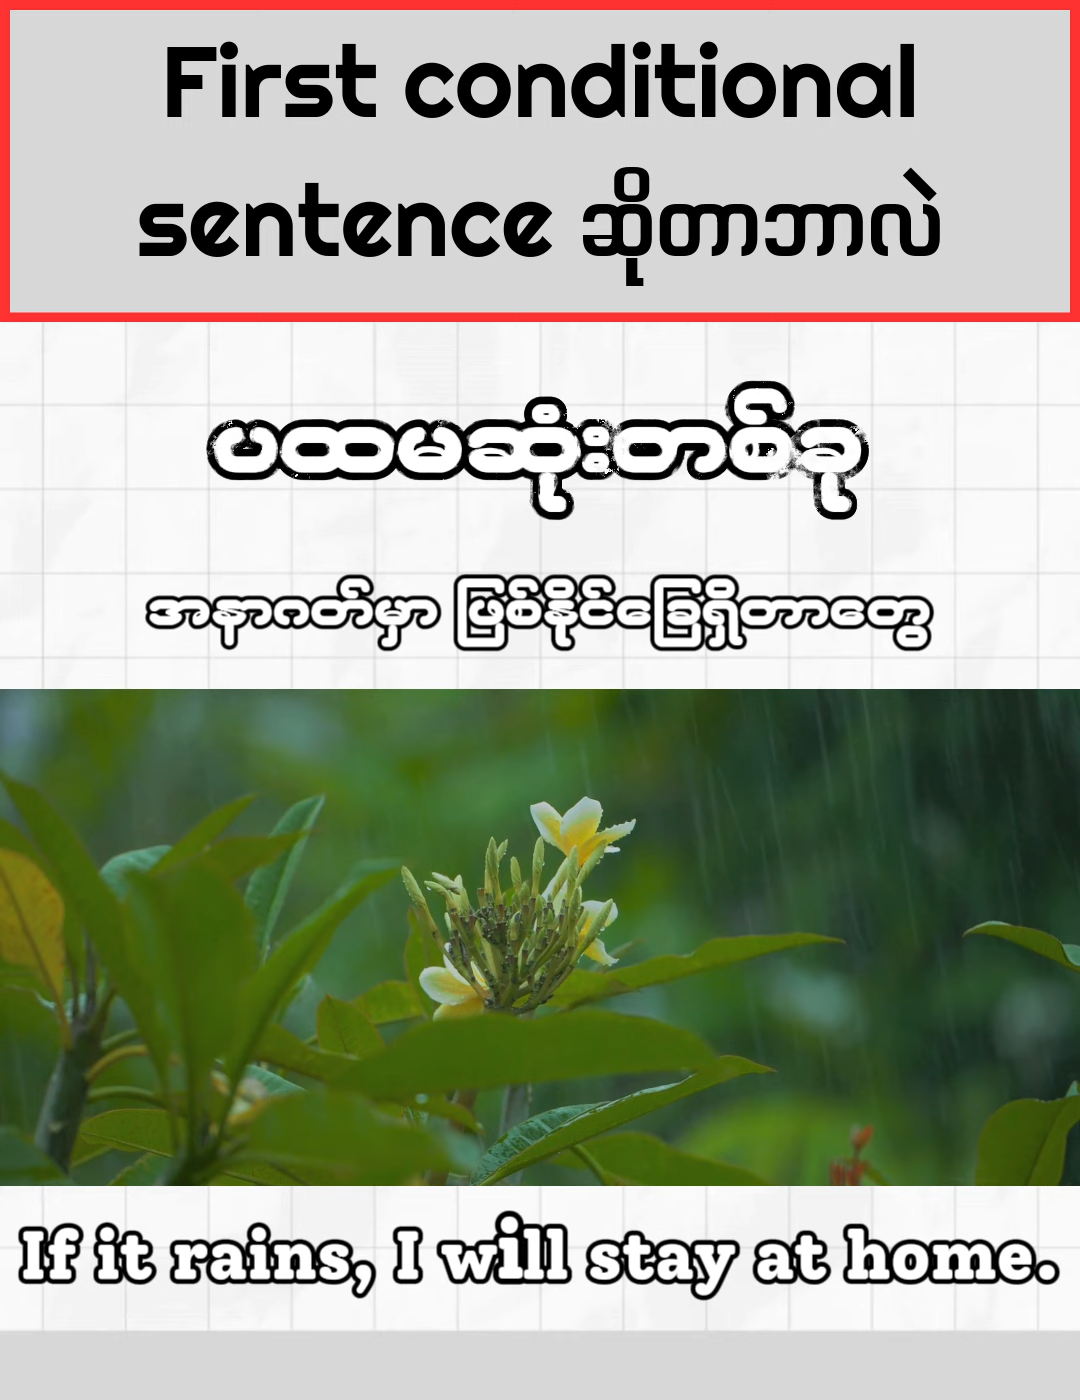 First conditional
sentence ဆိုတာဘာလဲ
ပထမဆုံးတစ်ခု
အနာဂတ်မှာ ဖြစ်နိုင်ခြေရှိတာတွေ
If it rains, I will stay at home.